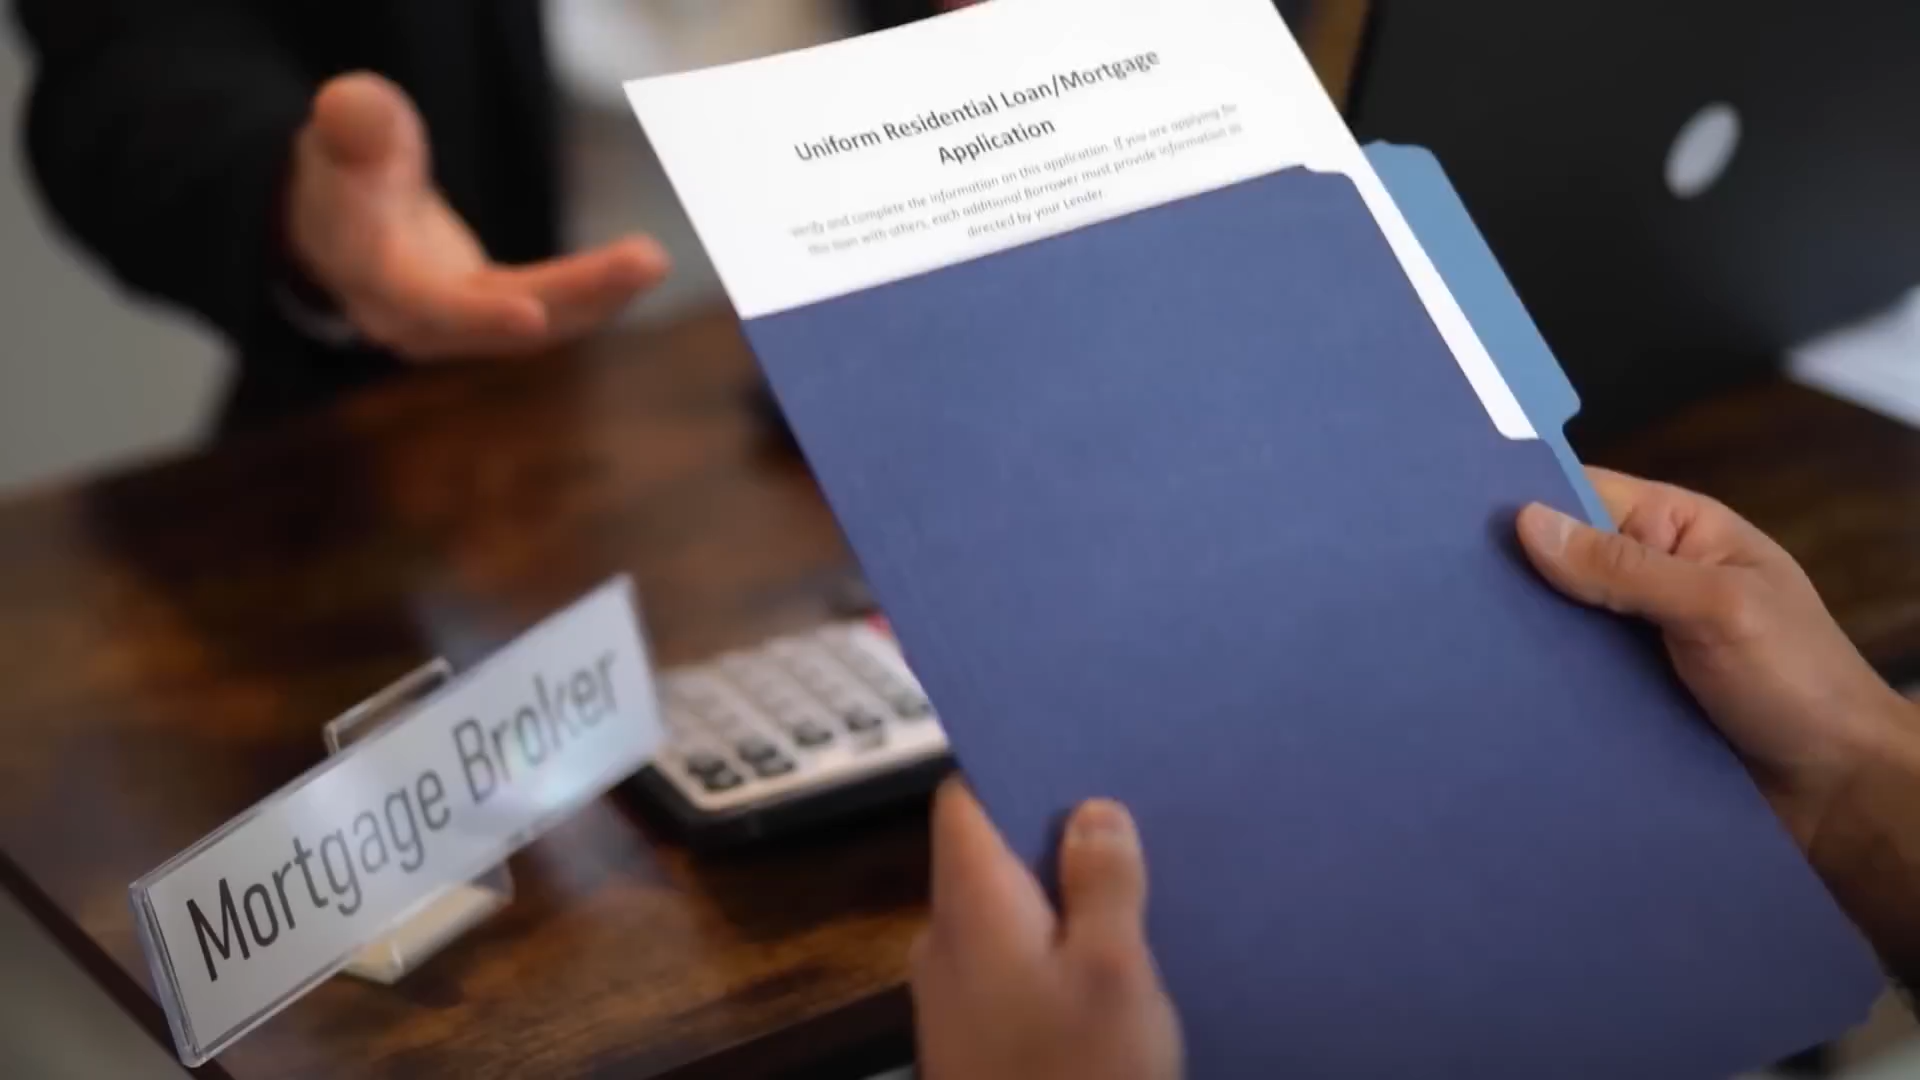 Uniform Residential Loan/Mortgage
Application
Verify and complete the information on this application. If you are applying for
this loan with others, each additional Borrower must provide information as
directed by your Lender.
Mortgage Broker